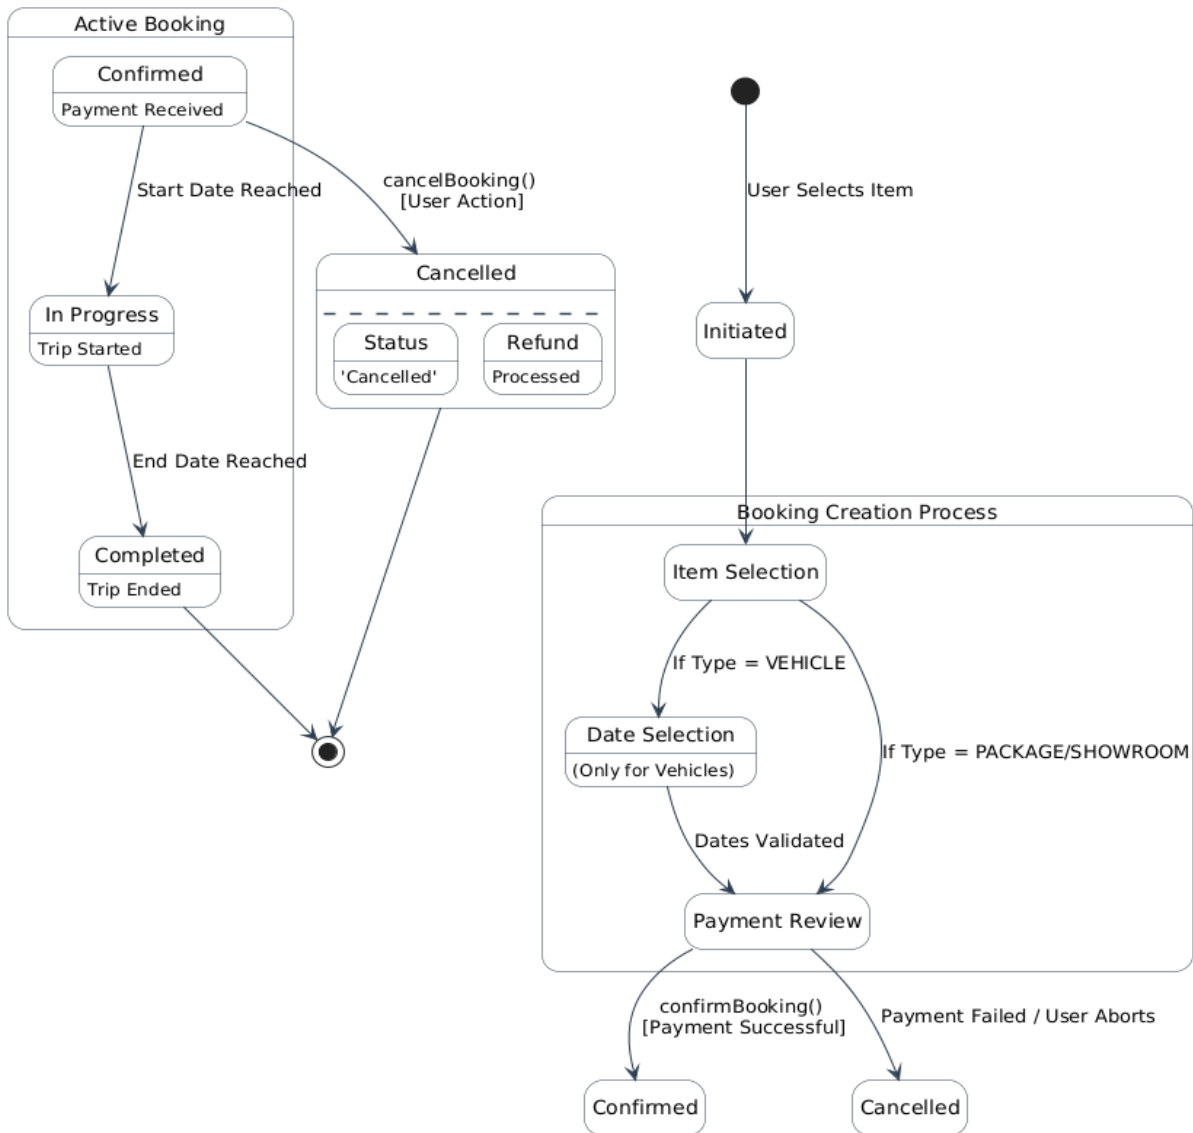 Active Booking
Confirmed
Payment Received
Start Date Reached
cancelBooking()
[User Action]
In Progress
Trip Started
End Date Reached
Completed
Trip Ended
Cancelled
Status
'Cancelled'
Refund
Processed
User Selects Item
Initiated
Booking Creation Process
Item Selection
If Type = VEHICLE
Date Selection
(Only for Vehicles)
If Type = PACKAGE/SHOWROOM
Dates Validated
Payment Review
confirmBooking()
[Payment Successful]
Payment Failed / User Aborts
Confirmed
Cancelled